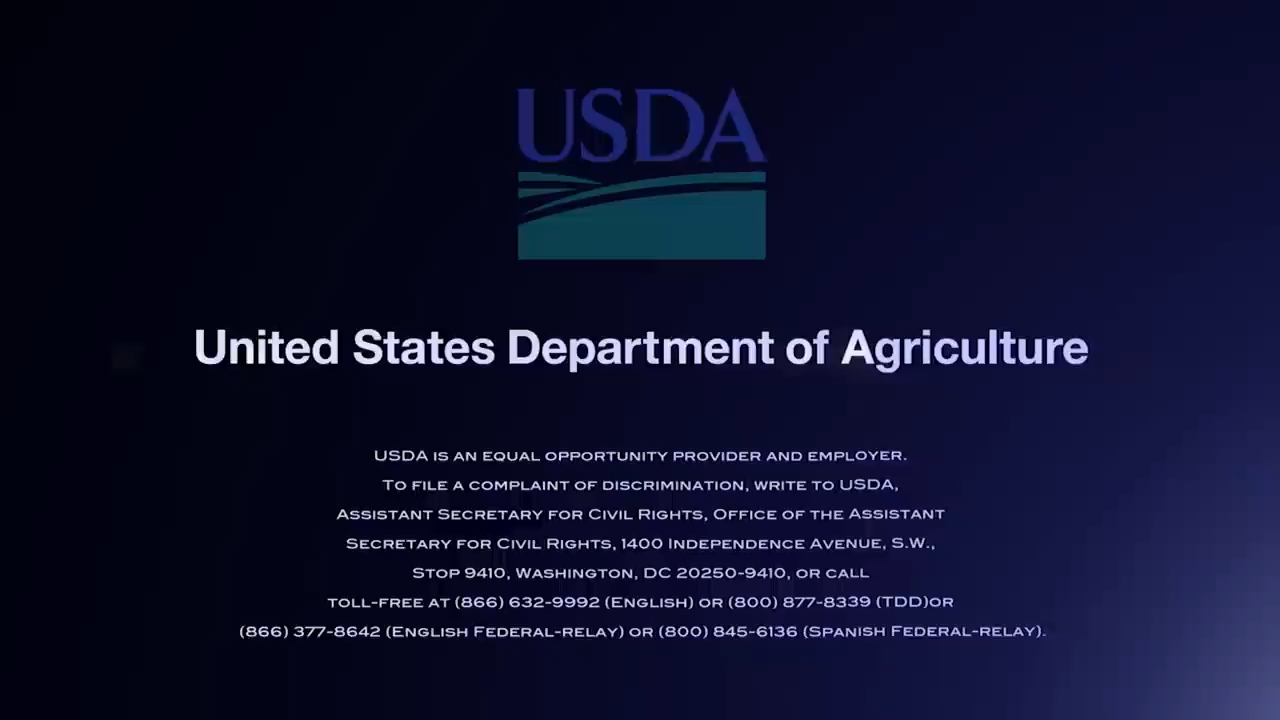 USDA
United States Department of Agriculture
USDA IS AN EQUAL OPPORTUNITY PROVIDER AND EMPLOYER.
TO FILE A COMPLAINT OF DISCRIMINATION, WRITE TO USDA,
ASSISTANT SECRETARY FOR CIVIL RIGHTS, OFFICE OF THE ASSISTANT
SECRETARY FOR CIVIL RIGHTS, 1400 INDEPENDENCE AVENUE, S.W.,
STOP 9410, WASHINGTON, DC 20250-9410, OR CALL
TOLL-FREE AT (866) 632-9992 (ENGLISH) OR (800) 877-8339 (TDD)OR
(866) 377-8642 (ENGLISH FEDERAL-RELAY) OR (800) 845-6136 (SPANISH FEDERAL-RELAY).